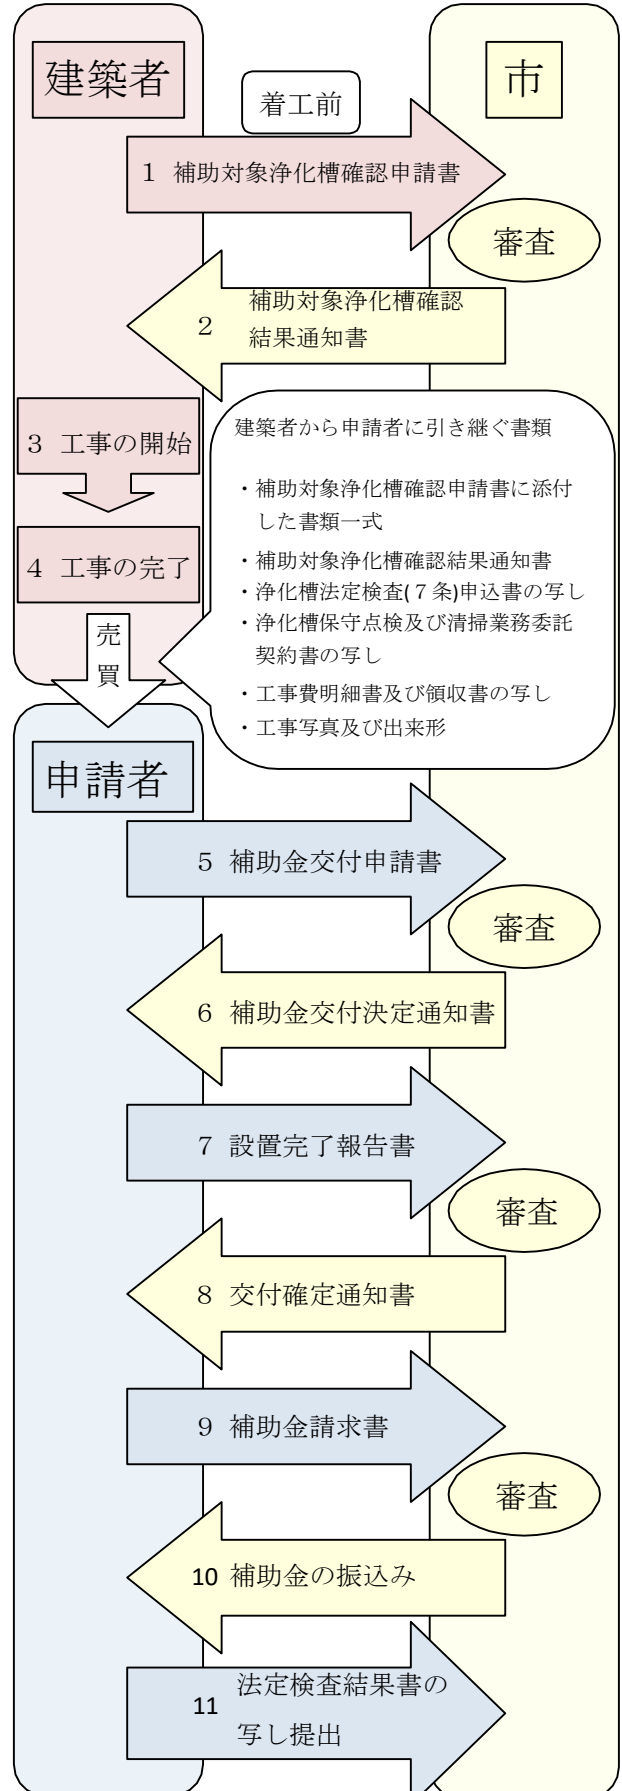 建築者
市
着工前
１ 補助対象浄化槽確認申請書
審査
２ 補助対象浄化槽確認
結果通知書
３ 工事の開始
４ 工事の完了
売
買
建築者から申請者に引き継ぐ書類
・補助対象浄化槽確認申請書に添付
した書類一式
・補助対象浄化槽確認結果通知書
・浄化槽法定検査(７条)申込書の写し
・浄化槽保守点検及び清掃業務委託
契約書の写し
・工事費明細書及び領収書の写し
・工事写真及び出来形
申請者
５ 補助金交付申請書
審査
６ 補助金交付決定通知書
７ 設置完了報告書
審査
８ 交付確定通知書
９ 補助金請求書
審査
10 補助金の振込み
11 法定検査結果書の
写し提出